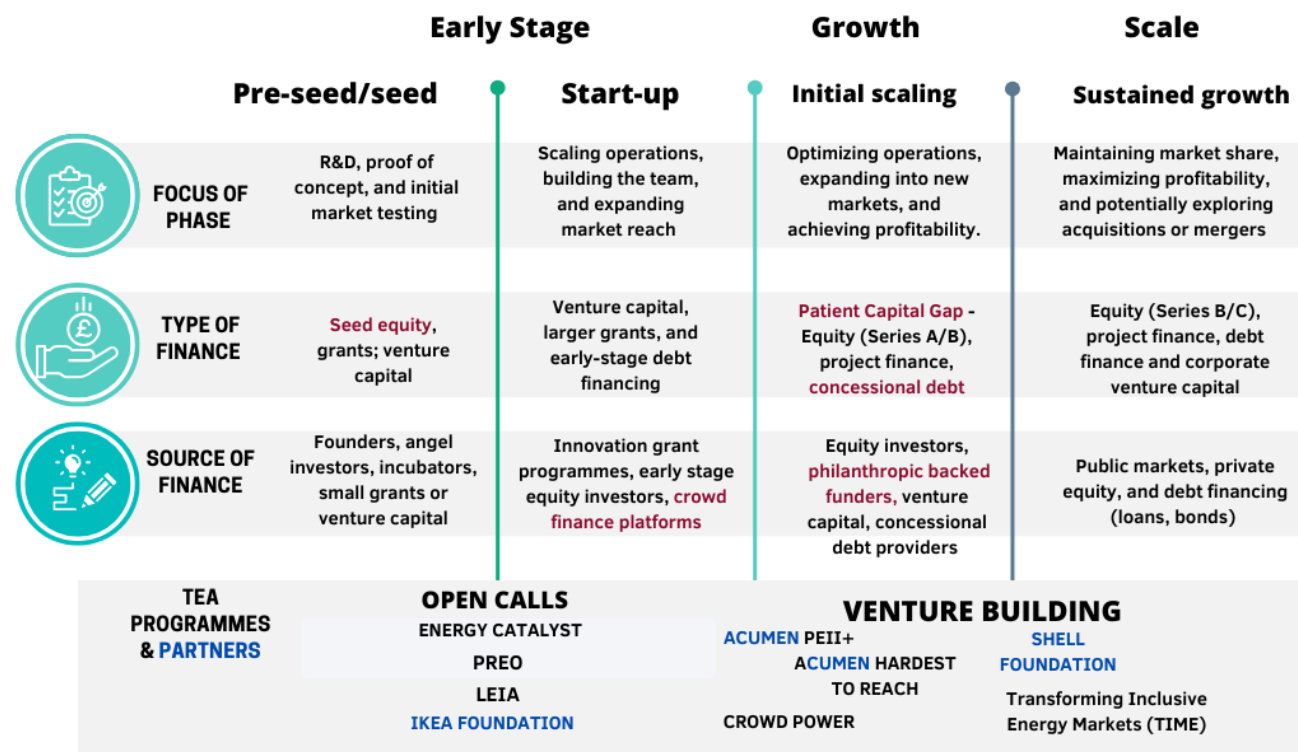 Early Stage
Growth
Scale
Pre-seed/seed
Start-up
Initial scaling
Sustained growth
FOCUS OF
PHASE
R&D, proof of
concept, and initial
market testing
Scaling operations,
building the team,
and expanding
market reach
Optimizing operations,
expanding into new
markets, and
achieving profitability.
Maintaining market share,
maximizing profitability,
and potentially exploring
acquisitions or mergers
£
TYPE OF
FINANCE
Seed equity,
grants; venture
capital
Venture capital,
larger grants, and
early-stage debt
financing
Patient Capital Gap -
Equity (Series A/B),
project finance,
concessional debt
Equity (Series B/C),
project finance, debt
finance and corporate
venture capital
SOURCE OF
FINANCE
Founders, angel
investors, incubators,
small grants or
venture capital
Innovation grant
programmes, early stage
equity investors, crowd
finance platforms
Equity investors,
philanthropic backed
funders, venture
capital, concessional
debt providers
Public markets, private
equity, and debt financing
(loans, bonds)
TEA
PROGRAMMES
& PARTNERS
OPEN CALLS
ENERGY CATALYST
PREO
LEIA
IKEA FOUNDATION
VENTURE BUILDING
ACUMEN PEII+
ACUMEN HARDEST
TO REACH
CROWD POWER
SHELL
FOUNDATION
Transforming Inclusive
Energy Markets (TIME)